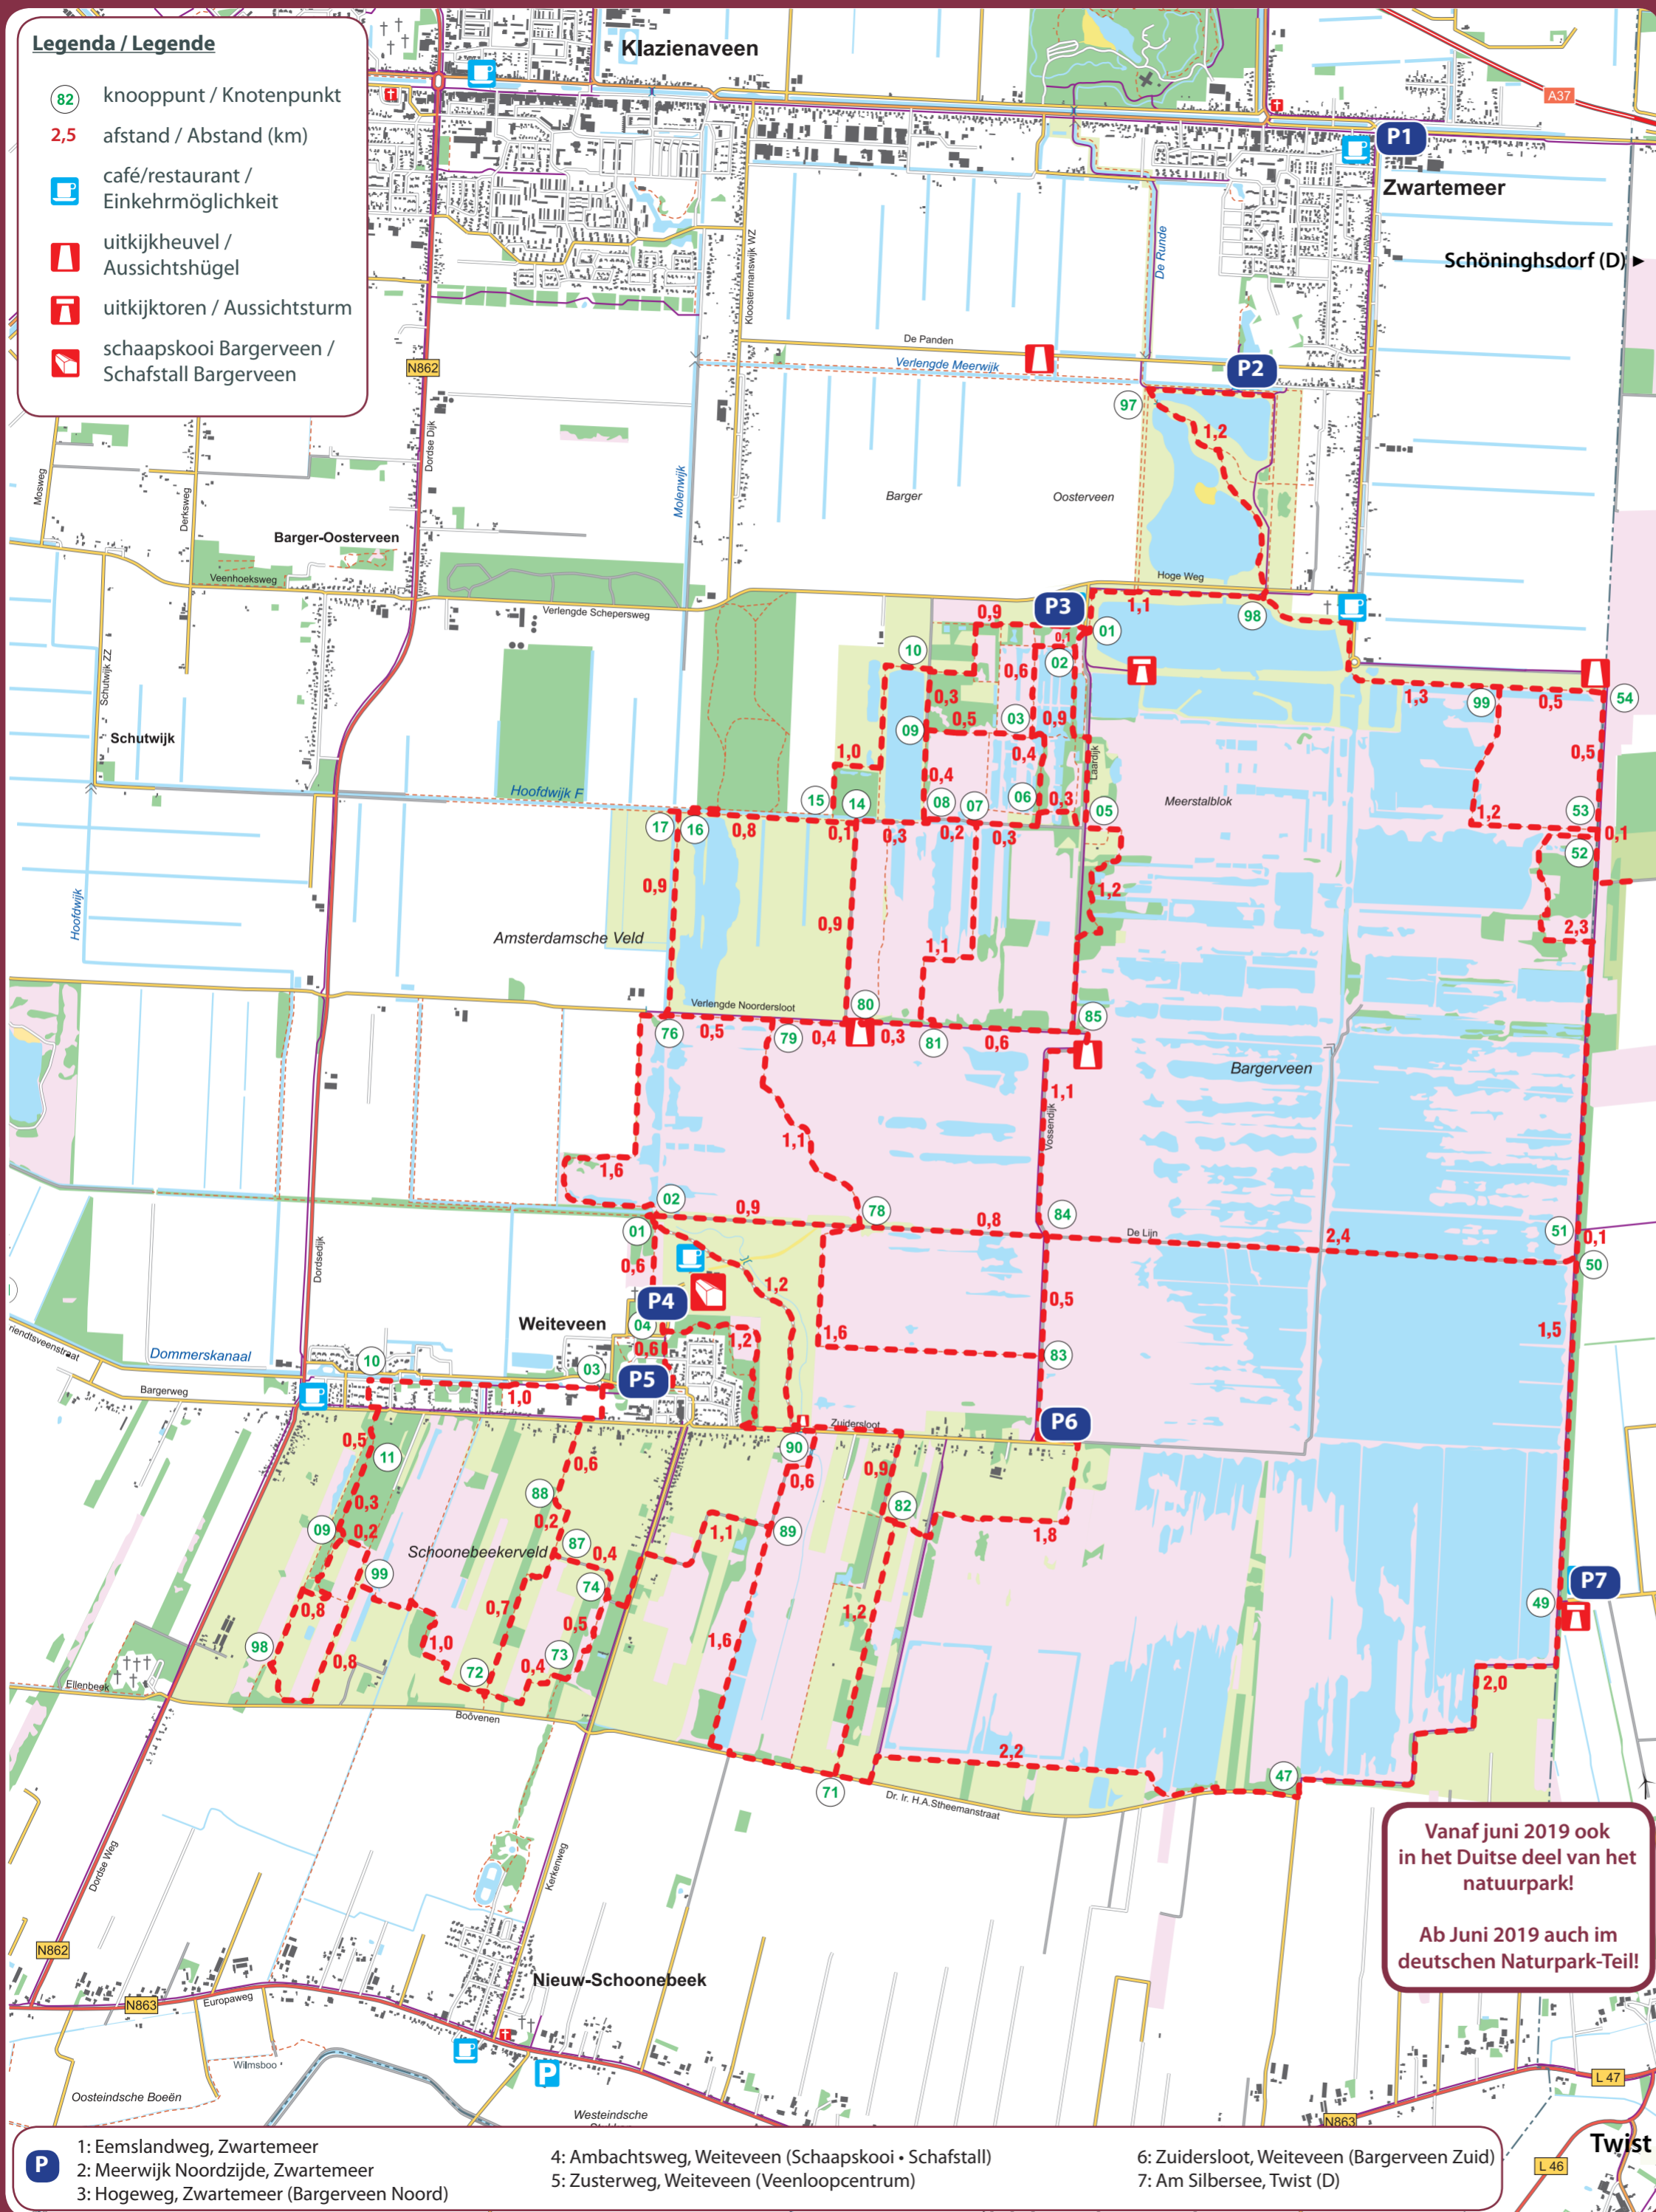 Legenda / Legende
82
knooppunt / Knotenpunkt
2,5
afstand / Abstand (km)
café/restaurant /
Einkehrmöglichkeit
uitkijkheuvel /
Aussichtshügel
uitkijktoren / Aussichtsturm
schaapskooi Bargerveen /
Schafstall Bargerveen
Klazienaveen
A37
P1
Zwartemeer
Schöninghsdorf (D)
De Runde
Kloostermanswijk WZ
De Panden
Verlengde Meerwijk
P2
N862
97
1,2
Dordse Dijk
Mosweg
Derksweg
Molenwijk
Barger
Oosterveen
Barger-Oosterveen
Veenhoeksweg
Verlengde Schepersweg
Hoge Weg
P3
0,9
1,1
98
01
0,1
02
10
0,6
Schutwijk ZZ
0,3
03
0,9
1,3
99
0,5
54
Schutwijk
09
0,5
0,4
1,0
Laardijk
0,5
0,4
Hoofdwijk F
15
14
08
07
06
0,3
05
Meerstalblok
1,2
53
17
16
0,8
0,1
0,3
0,2
0,3
0,1
52
0,9
1,2
Hoofdwijk
0,9
2,3
Amsterdamsche Veld
1,1
Verlengde Noordersloot
80
85
76
0,5
79
0,4
0,3
81
0,6
Bargerveen
1,1
Vossendijk
1,1
1,6
02
0,9
78
0,8
84
De Lijn
2,4
51
0,1
50
01
Dordsedijk
0,6
1,2
P4
0,5
Weiteveen
04
1,2
1,6
1,5
Dommerskanaal
10
0,6
83
03
P5
Bargerweg
1,0
Zuidersloot
P6
0,5
11
0,6
90
0,6
0,9
88
0,3
82
09
0,2
0,2
1,1
89
1,8
Schoonebeekerveld
87
0,4
99
74
P7
49
0,8
0,7
0,5
1,2
98
1,0
73
1,6
0,8
72
0,4
2,0
Ellenbeek
Boövenen
2,2
47
71
Dr. Ir. H.A.Stheemanstraat
Vanaf juni 2019 ook
in het Duitse deel van het
natuurpark!
Ab Juni 2019 auch im
deutschen Naturpark-Teil!
Dordse Weg
Kerkenweg
N862
Nieuw-Schoonebeek
N863
Europaweg
Wilmsboo
P
Oosteindsche Boeën
Westeindsche
L 47
N863
Twist
L 46
P
1: Eemslandweg, Zwartemeer
2: Meerwijk Noordzijde, Zwartemeer
3: Hogeweg, Zwartemeer (Bargerveen Noord)
4: Ambachtsweg, Weiteveen (Schaapskooi • Schafstall)
5: Zusterweg, Weiteveen (Veenloopcentrum)
6: Zuidersloot, Weiteveen (Bargerveen Zuid)
7: Am Silbersee, Twist (D)